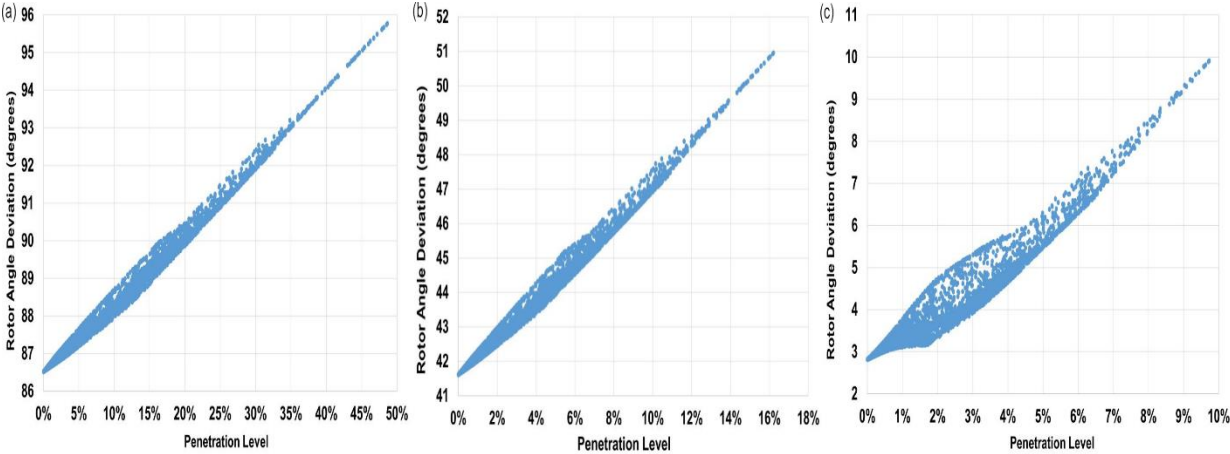 (a)
Rotor Angle Deviation (degrees)
96
95
94
93
92
91
90
89
88
87
86
0% 5% 10% 15% 20% 25% 30% 35% 40% 45% 50%
Penetration Level
(b)
Rotor Angle Deviation (degrees)
52
51
50
49
48
47
46
45
44
43
42
41
0% 2% 4% 6% 8% 10% 12% 14% 16% 18%
Penetration Level
(c)
Rotor Angle Deviation (degrees)
11
10
9
8
7
6
5
4
3
2
0% 1% 2% 3% 4% 5% 6% 7% 8% 9% 10%
Penetration Level